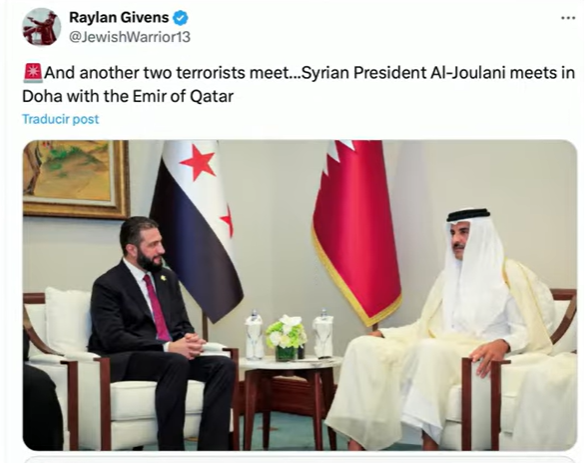 Raylan Givens
@JewishWarrior13
🚨And another two terrorists meet...Syrian President Al-Joulani meets in
Doha with the Emir of Qatar
Traducir post